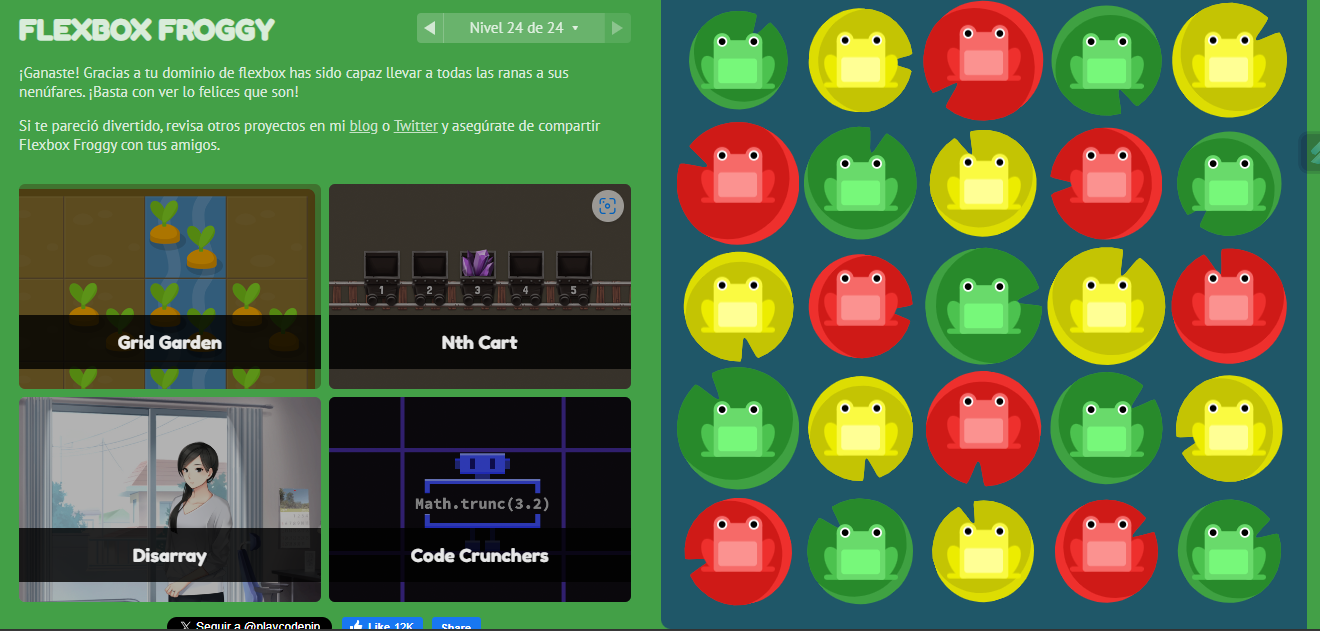 FLEXBOX FROGGY
Nivel 24 de 24
¡Ganaste! Gracias a tu dominio de flexbox has sido capaz llevar a todas las ranas a sus
nenúfares. ¡Basta con ver lo felices que son!
Si te pareció divertido, revisa otros proyectos en mi blog o Twitter y asegúrate de compartir
Flexbox Froggy con tus amigos.
Grid Garden
1 2 3 4 5
Nth Cart
Disarray
Math.trunc(3.2)
Code Crunchers
Seguir a @playcodepip
Like 12K
Share